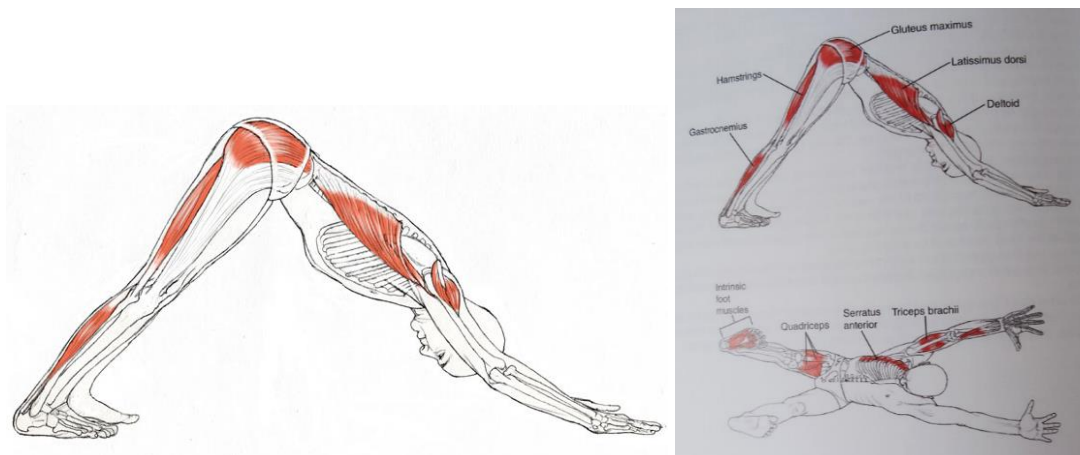 Gluteus maximus
Latissimus dorsi
Hamstrings
Deltoid
Gastrocnemius
Intrinsic
foot
muscles
Quadriceps
Serratus
anterior
Triceps brachii